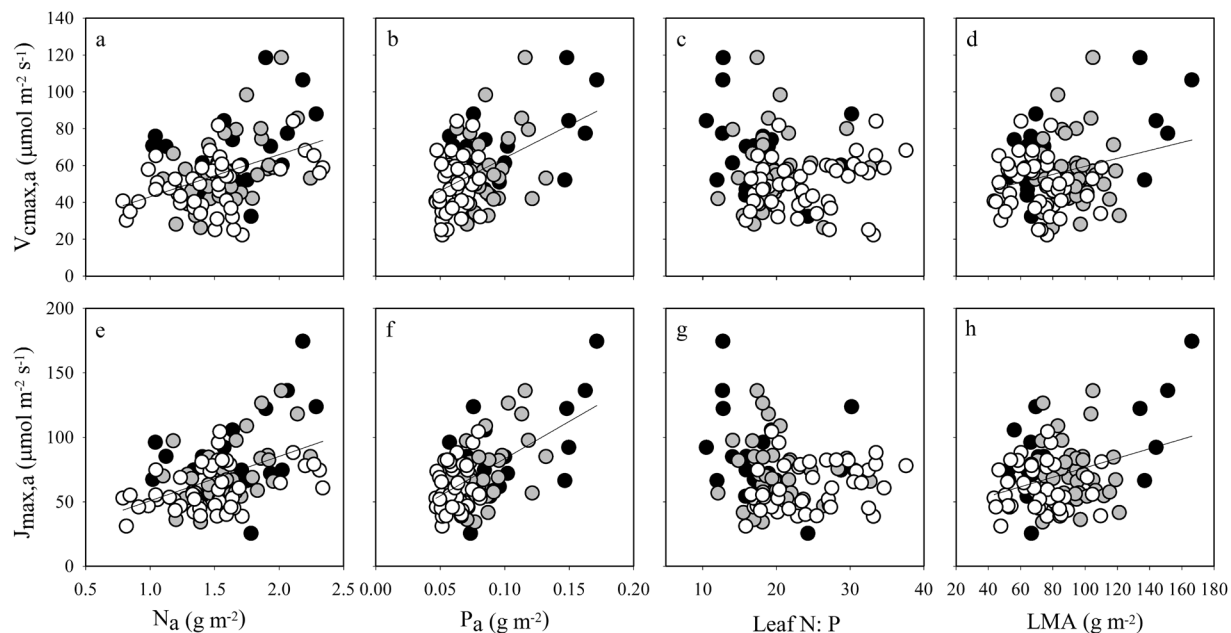 140
120
100
80
60
40
20
0
Vcmax,a (µmol m-2 s-1)
a
b
c
d
200
150
100
50
0
Jmax,a (µmol m-2 s-1)
e
f
g
h
0.5 1.0 1.5 2.0 2.5
0.00 0.05 0.10 0.15 0.20
10 20 30 40
20 40 60 80 100 120 140 160 180
Na (g m-2)
Pa (g m-2)
Leaf N: P
LMA (g m-2)